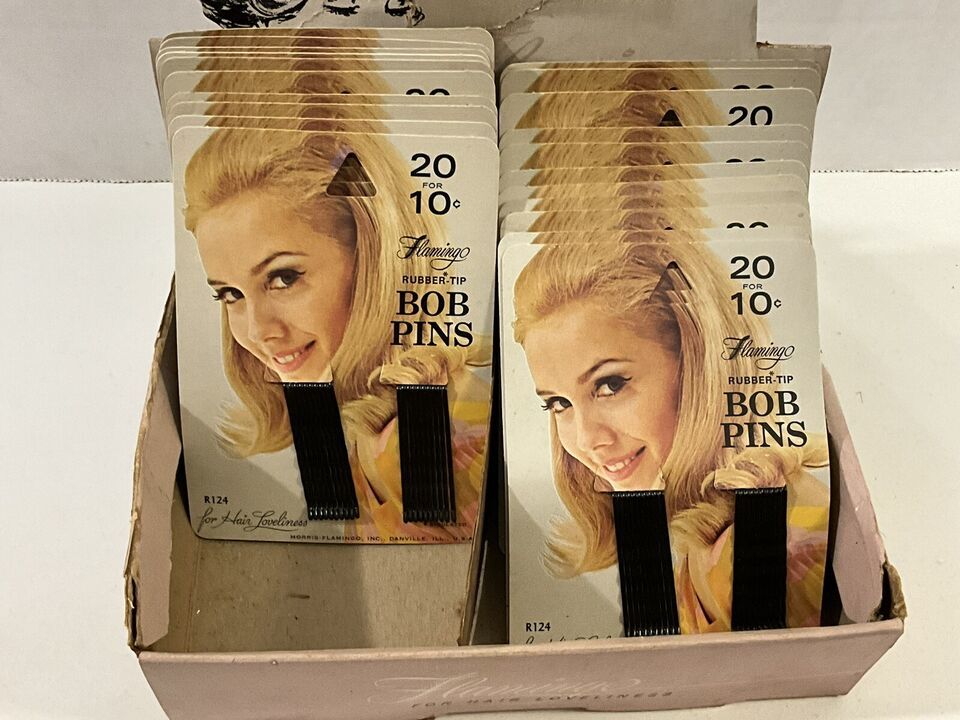 20
FOR
10¢
Flamingo
RUBBER*-TIP
BOB
PINS
R124
for Hair Loveliness
MORRIS-FLAMINGO, INC., DANVILLE, ILL., U.S.A.
20
20
FOR
10¢
Flamingo
RUBBER*-TIP
BOB
PINS
R124
Flamingo
FOR HAIR LOVELINESS